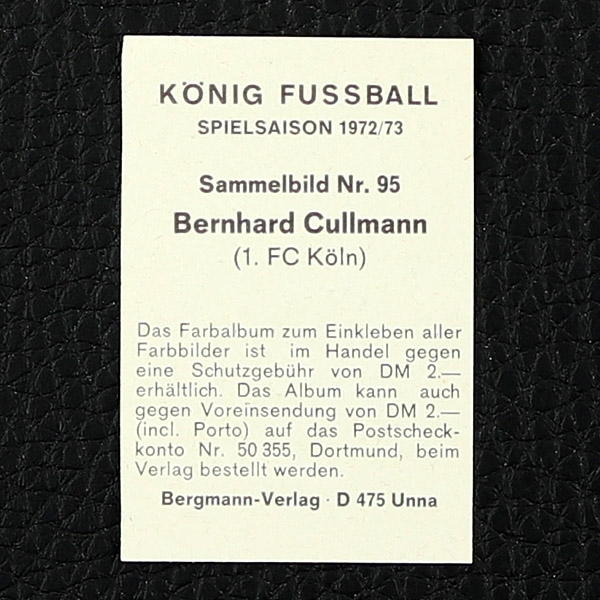 KÖNIG FUSSBALL
SPIELSAISON 1972/73
Sammelbild Nr. 95
Bernhard Cullmann
(1. FC Köln)
Das Farbalbum zum Einkleben aller
Farbbilder ist im Handel gegen
eine Schutzgebühr von DM 2.—
erhältlich. Das Album kann auch
gegen Voreinsendung von DM 2.—
(incl. Porto) auf das Postscheck-
konto Nr. 50 355, Dortmund, beim
Verlag bestellt werden.
Bergmann-Verlag · D 475 Unna